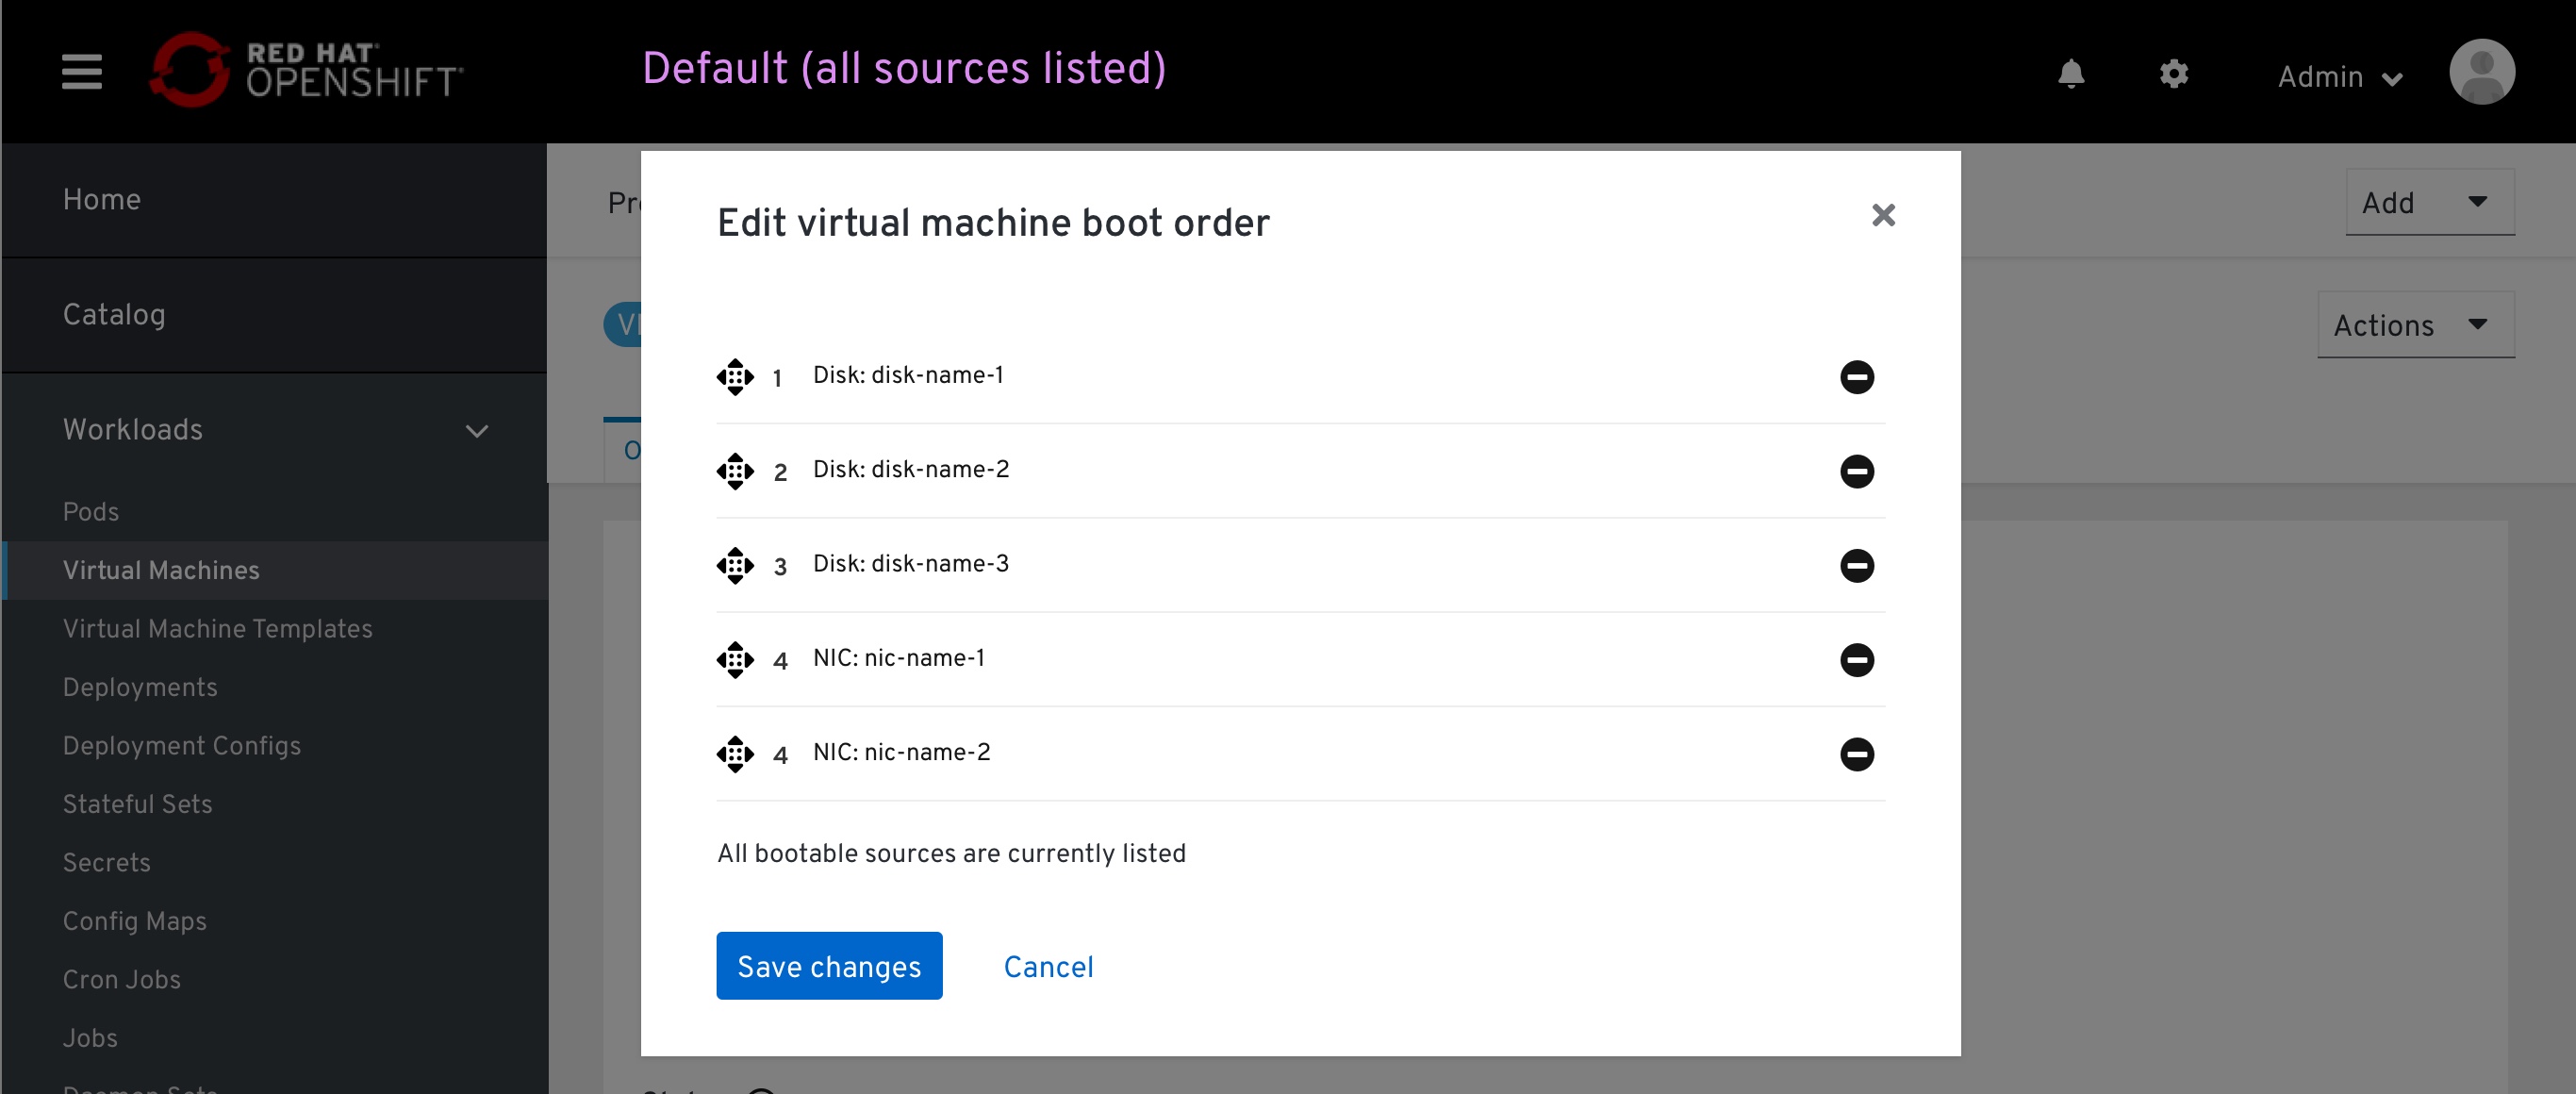 RED HAT
OPENSHIFT
Default (all sources listed)
Admin
Home
Catalog
Workloads
Pods
Virtual Machines
Virtual Machine Templates
Deployments
Deployment Configs
Stateful Sets
Secrets
Config Maps
Cron Jobs
Jobs
Add
Actions
Edit virtual machine boot order
1 Disk: disk-name-1
2 Disk: disk-name-2
3 Disk: disk-name-3
4 NIC: nic-name-1
4 NIC: nic-name-2
All bootable sources are currently listed
Save changes
Cancel